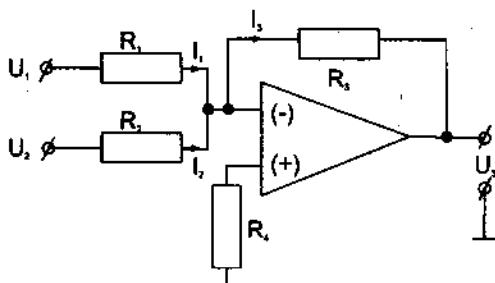 R₁
I₁
I₃
U₁
R₃
R₂
(-)
U₂
I₂
(+)
U₃
R₄